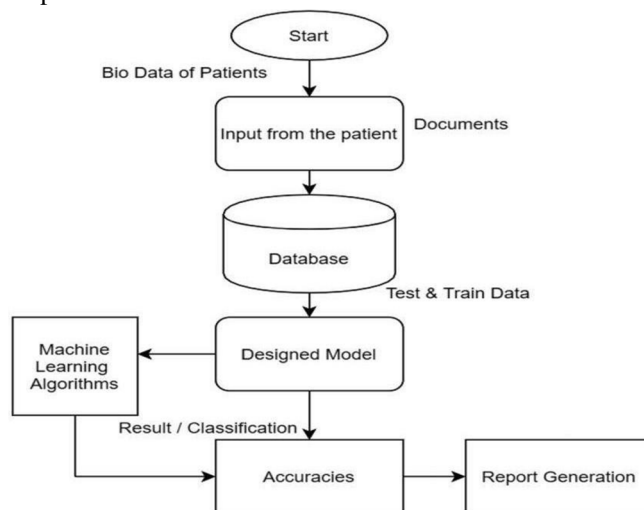 Start
Bio Data of Patients
Input from the patient
Documents
Database
Test & Train Data
Designed Model
Machine
Learning
Algorithms
Result / Classification
Accuracies
Report Generation